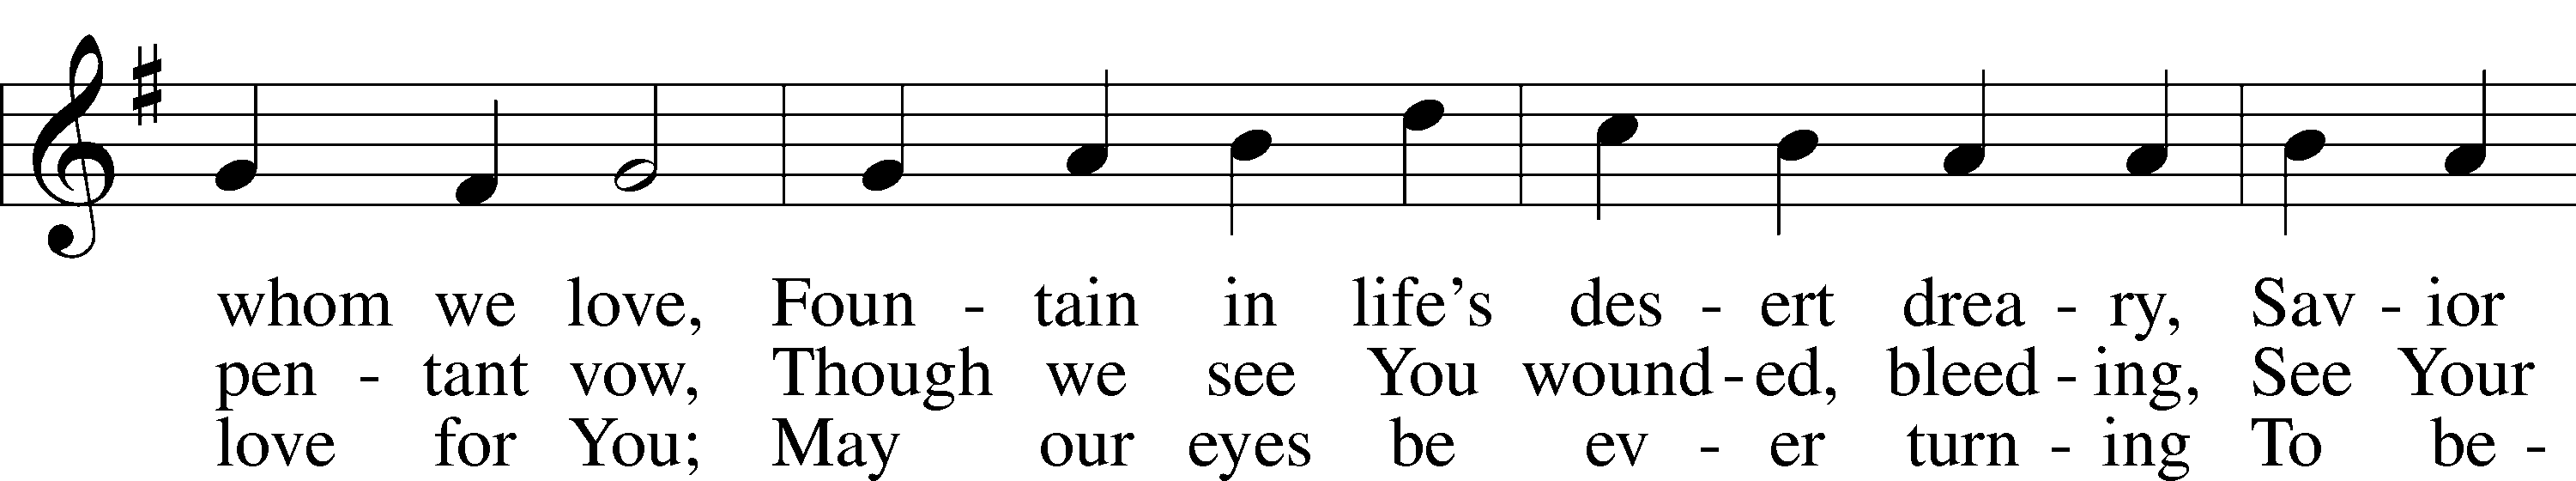 whom we love, Foun - tain in life’s des - ert drea - ry, Sav - ior
pen - tant vow, Though we see You wound - ed, bleed - ing, See Your
love for You; May our eyes be ev - er turn - ing To be -